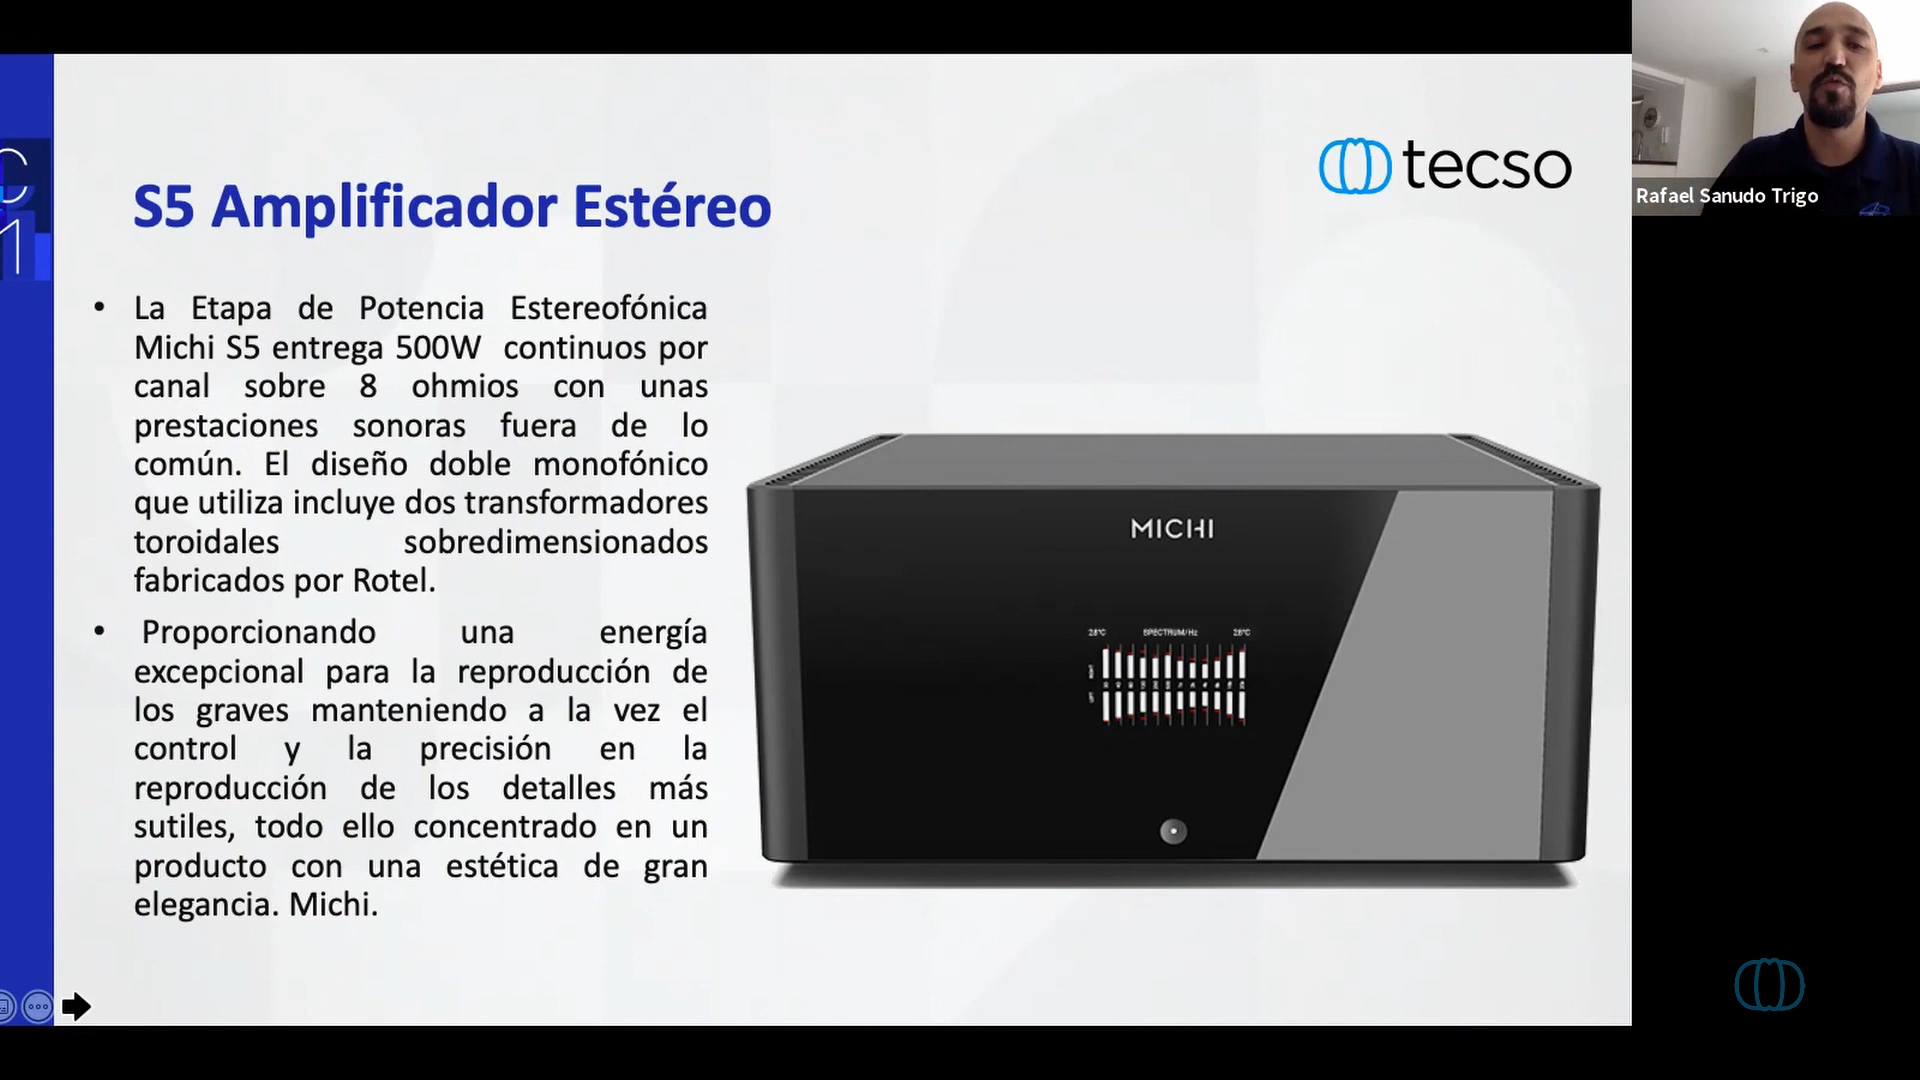 tecso
Rafael Sanudo Trigo
S5 Amplificador Estéreo
• La Etapa de Potencia Estereofónica
Michi S5 entrega 500W continuos por
canal sobre 8 ohmios con unas
prestaciones sonoras fuera de lo
común. El diseño doble monofónico
que utiliza incluye dos transformadores
toroidales sobredimensionados
fabricados por Rotel.
• Proporcionando una energía
excepcional para la reproducción de
los graves manteniendo a la vez el
control y la precisión en la
reproducción de los detalles más
sutiles, todo ello concentrado en un
producto con una estética de gran
elegancia. Michi.
MICHI
28°C SPECTRUM/Hz 28°C